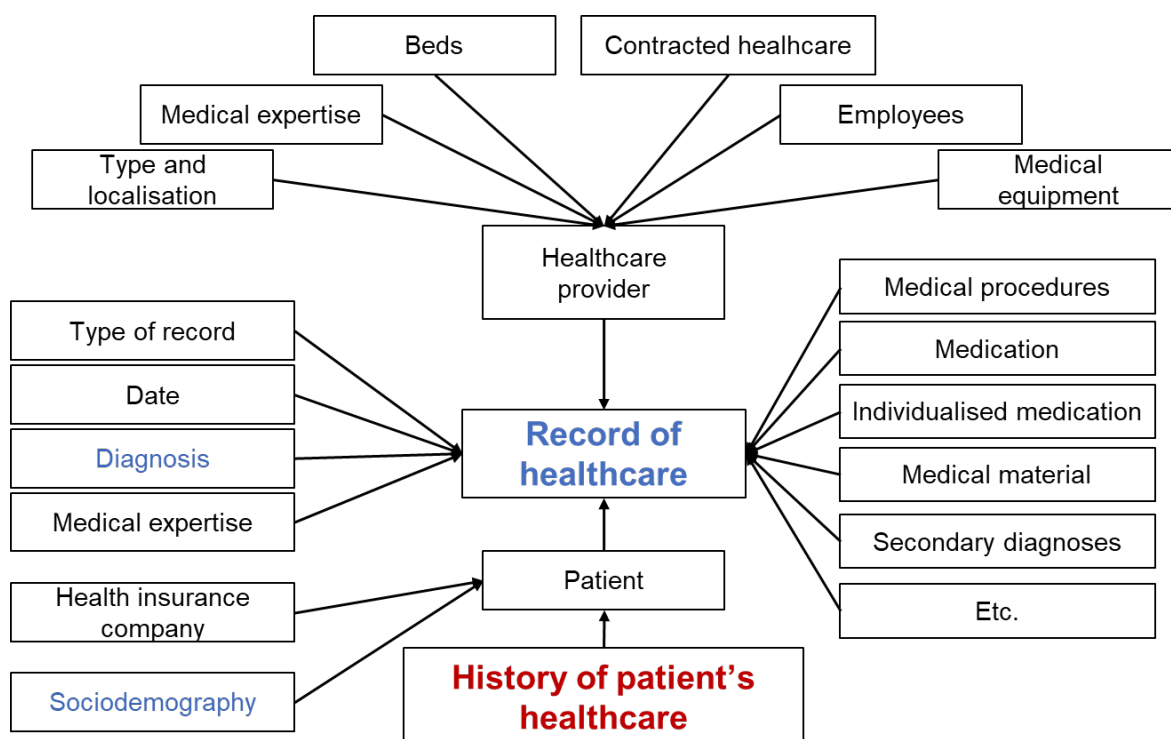 Beds
Contracted healhcare
Medical expertise
Employees
Type and
localisation
Medical
equipment
Healthcare
provider
Type of record
Date
Diagnosis
Medical expertise
Record of
healthcare
Medical procedures
Medication
Individualised medication
Medical material
Secondary diagnoses
Etc.
Health insurance
company
Sociodemography
Patient
History of patient’s
healthcare